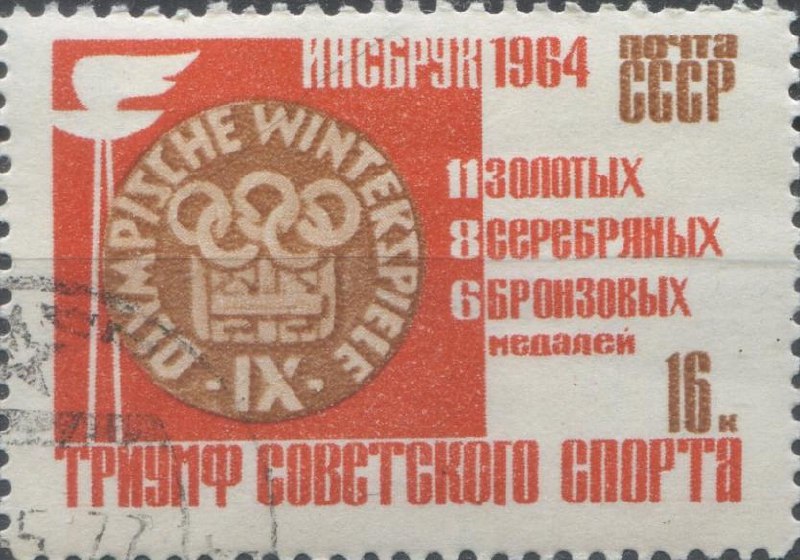 ИНСБРУК 1964
почта
СССР
OLYMPISCHE WINTERSPIELE
IX
11 ЗОЛОТЫХ
8 СЕРЕБРЯНЫХ
6 БРОНЗОВЫХ
медалей
16 к
ТРИУМФ СОВЕТСКОГО СПОРТА